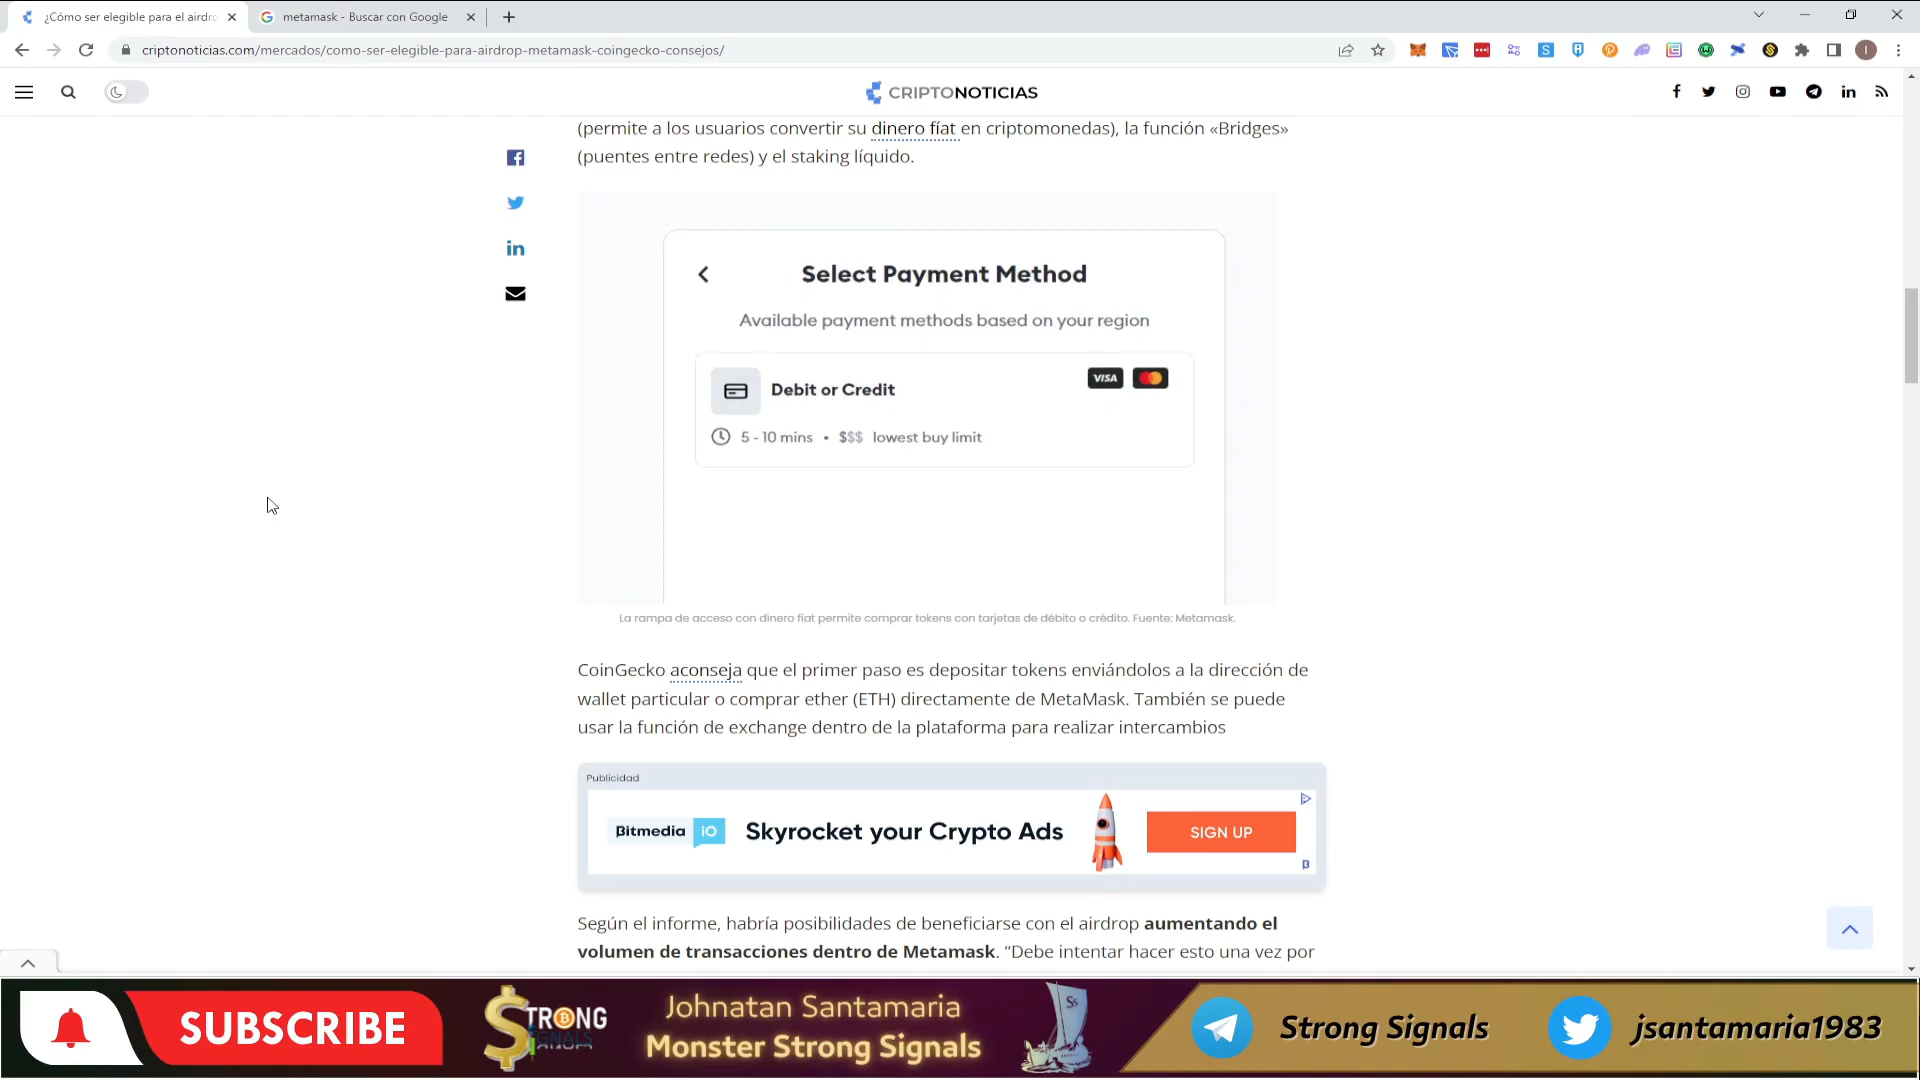 ¿Cómo ser elegible para el airdro
metamask - Buscar con Google
criptonoticias.com/mercados/como-ser-elegible-para-airdrop-metamask-coingecko-consejos/
CRIPTONOTICIAS
(permite a los usuarios convertir su dinero fíat en criptomonedas), la función «Bridges»
(puentes entre redes) y el staking líquido.
Select Payment Method
Available payment methods based on your region
Debit or Credit
VISA
5 - 10 mins • $$$ lowest buy limit
La rampa de acceso con dinero fíat permite comprar tokens con tarjetas de débito o crédito. Fuente: Metamask.
CoinGecko aconseja que el primer paso es depositar tokens enviándolos a la dirección de
wallet particular o comprar ether (ETH) directamente de MetaMask. También se puede
usar la función de exchange dentro de la plataforma para realizar intercambios
Publicidad
Bitmedia IO
Skyrocket your Crypto Ads
SIGN UP
Según el informe, habría posibilidades de beneficiarse con el airdrop aumentando el
volumen de transacciones dentro de Metamask. “Debe intentar hacer esto una vez por
SUBSCRIBE
STRONG
SIGNALS
Johnatan Santamaria
Monster Strong Signals
Ss
Strong Signals
jsantamaria1983